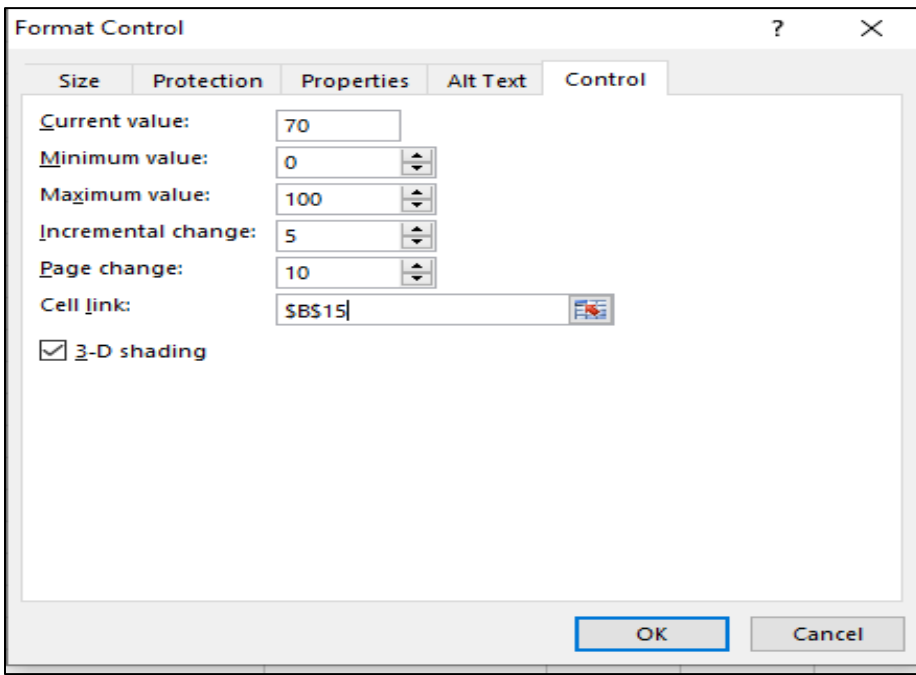 Format Control ?
Size Protection Properties Alt Text Control
Current value: 70
Minimum value: 0
Maximum value: 100
Incremental change: 5
Page change: 10
Cell link: $B$15
3-D shading
OK Cancel